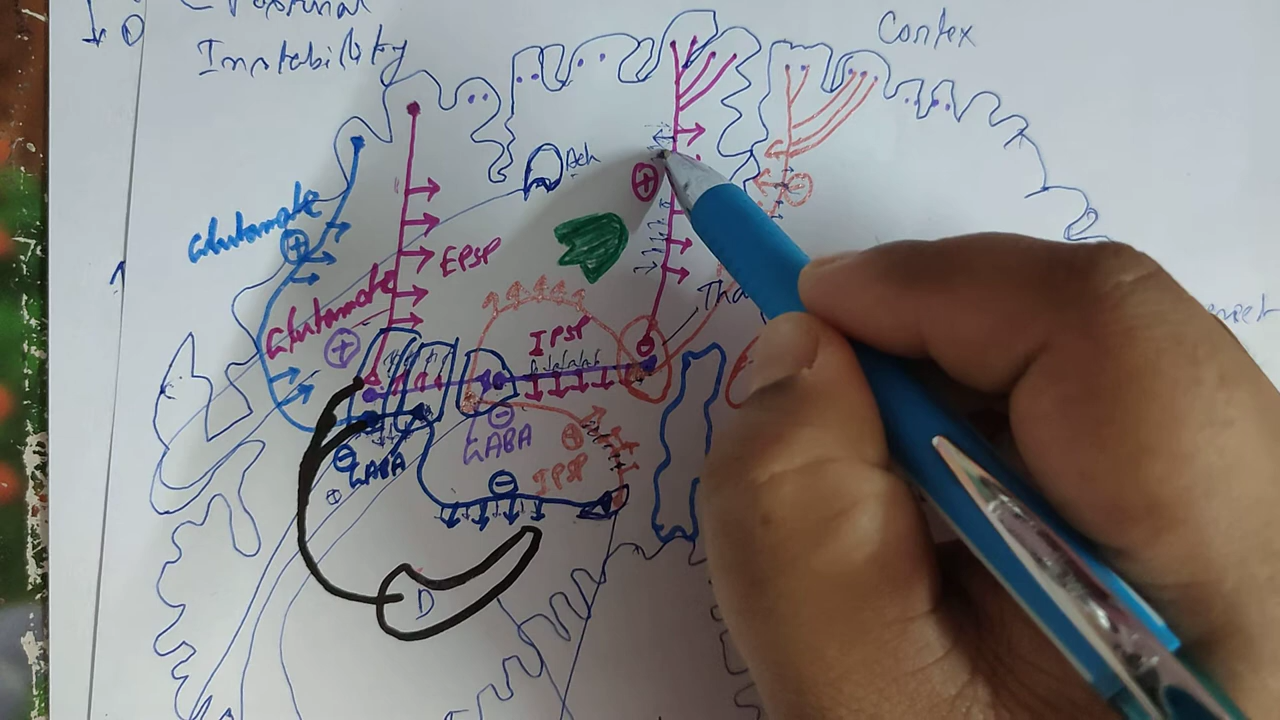 ↓ D
Postural
Instability
Cortex
Ach
Glutamate
+
+
EPSP
Glutamate
+
Tha
IPSP
-
GABA
-
GABA
+
+
IPSP
-
D